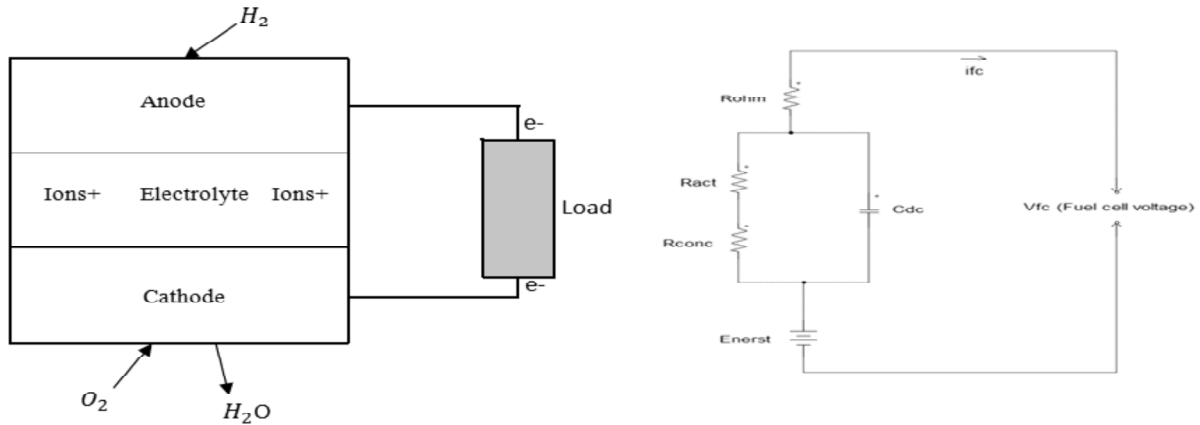 H₂
Anode
e-
Ions+ Electrolyte Ions+
Load
e-
Cathode
O₂
H₂O
ifc
Rohm
Ract
Cdc
Rconc
Vfc (Fuel cell voltage)
Enerst